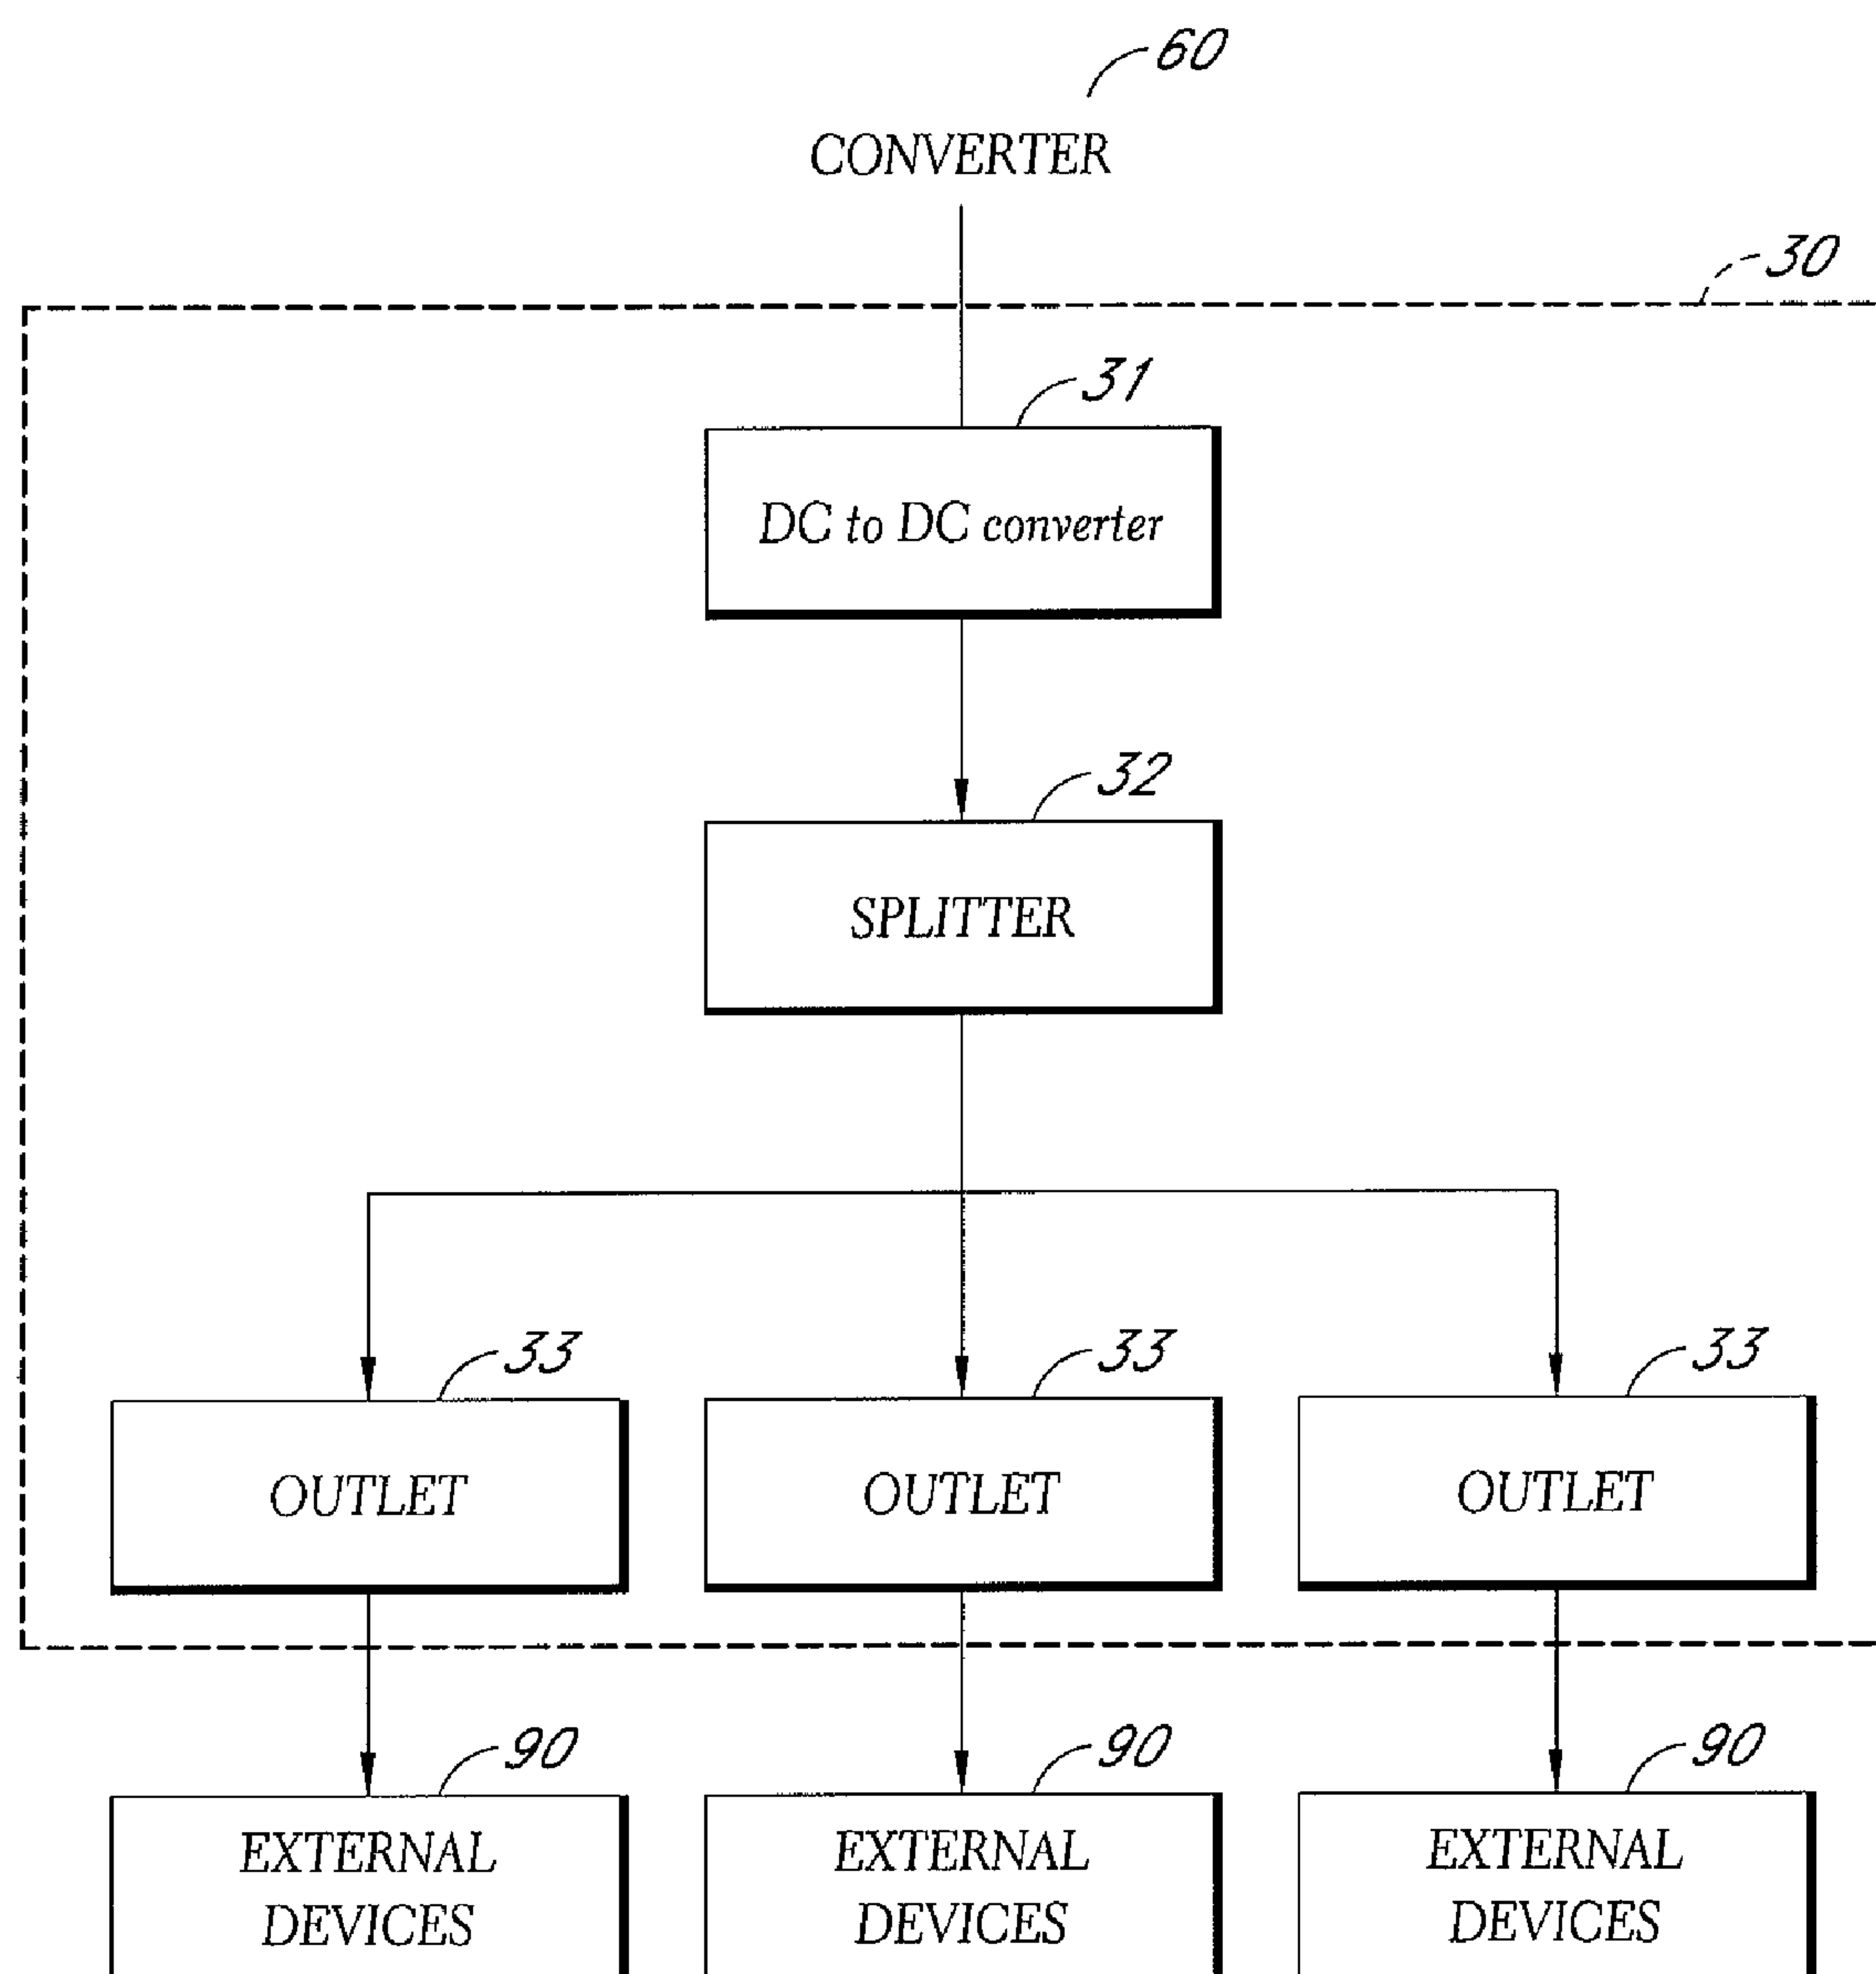 60
CONVERTER
30
31
DC to DC converter
32
SPLITTER
33 33 33
OUTLET OUTLET OUTLET
90 90 90
EXTERNAL EXTERNAL EXTERNAL
DEVICES DEVICES DEVICES